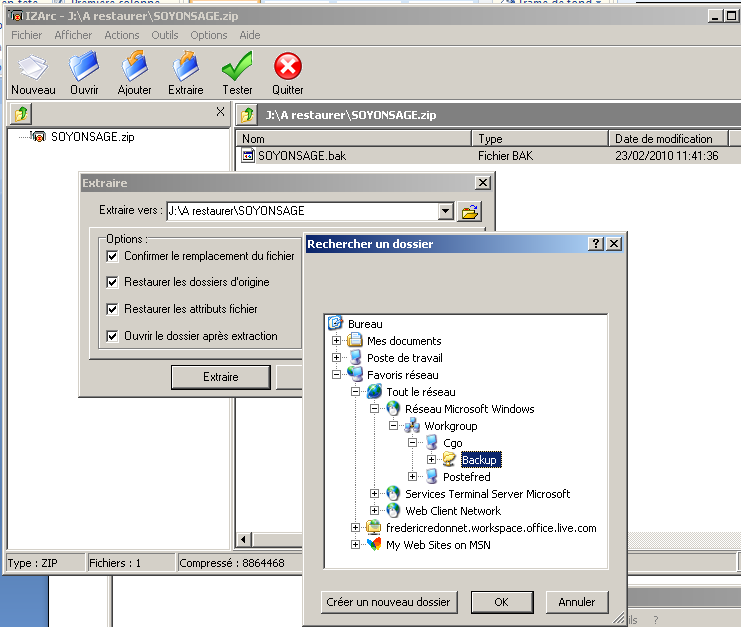 IZArc - J:\A restaurer\SOYONSAGE.zip
Fichier Afficher Actions Outils Options Aide
Nouveau Ouvrir Ajouter Extraire Tester Quitter
J:\A restaurer\SOYONSAGE.zip
SOYONSAGE.zip
Nom Type Date de modification
SOYONSAGE.bak Fichier BAK 23/02/2010 11:41:36
Extraire
Extraire vers : J:\A restaurer\SOYONSAGE
Options :
Confirmer le remplacement du fichier
Restaurer les dossiers d'origine
Restaurer les attributs fichier
Ouvrir le dossier après extraction
Extraire
Rechercher un dossier
Bureau
Mes documents
Poste de travail
Favoris réseau
Tout le réseau
Réseau Microsoft Windows
Workgroup
Cgo
Backup
Postefred
Services Terminal Server Microsoft
Web Client Network
fredericredonnet.workspace.office.live.com
My Web Sites on MSN
Créer un nouveau dossier OK Annuler
Type : ZIP Fichiers : 1 Compressé : 8864468